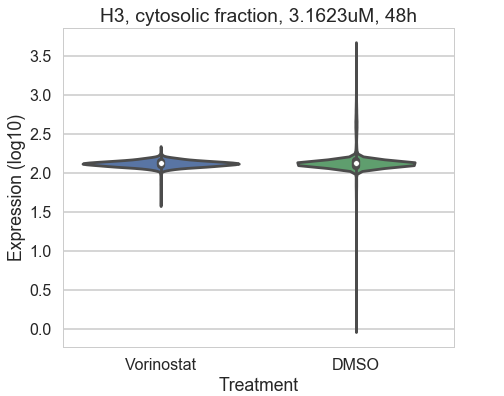 H3, cytosolic fraction, 3.1623uM, 48h
3.5
3.0
2.5
2.0
1.5
1.0
0.5
0.0
Expression (log10)
Vorinostat DMSO
Treatment